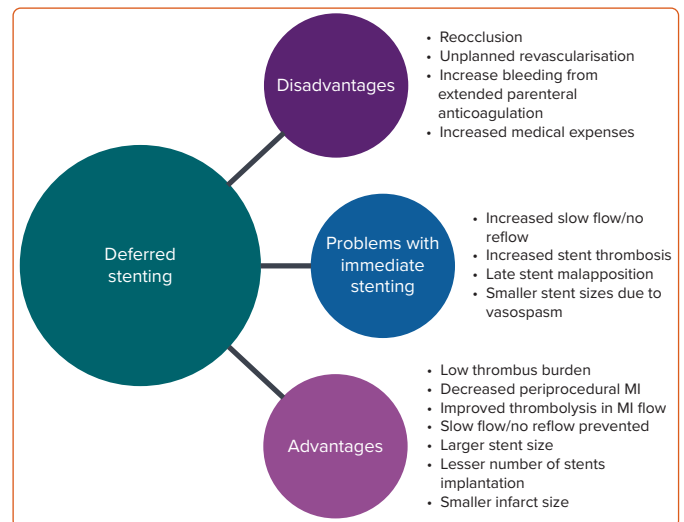 Deferred
stenting
Disadvantages
• Reocclusion
• Unplanned revascularisation
• Increase bleeding from
extended parenteral
anticoagulation
• Increased medical expenses
Problems with
immediate
stenting
• Increased slow flow/no
reflow
• Increased stent thrombosis
• Late stent malapposition
• Smaller stent sizes due to
vasospasm
Advantages
• Low thrombus burden
• Decreased periprocedural MI
• Improved thrombolysis in MI flow
• Slow flow/no reflow prevented
• Larger stent size
• Lesser number of stents
implantation
• Smaller infarct size